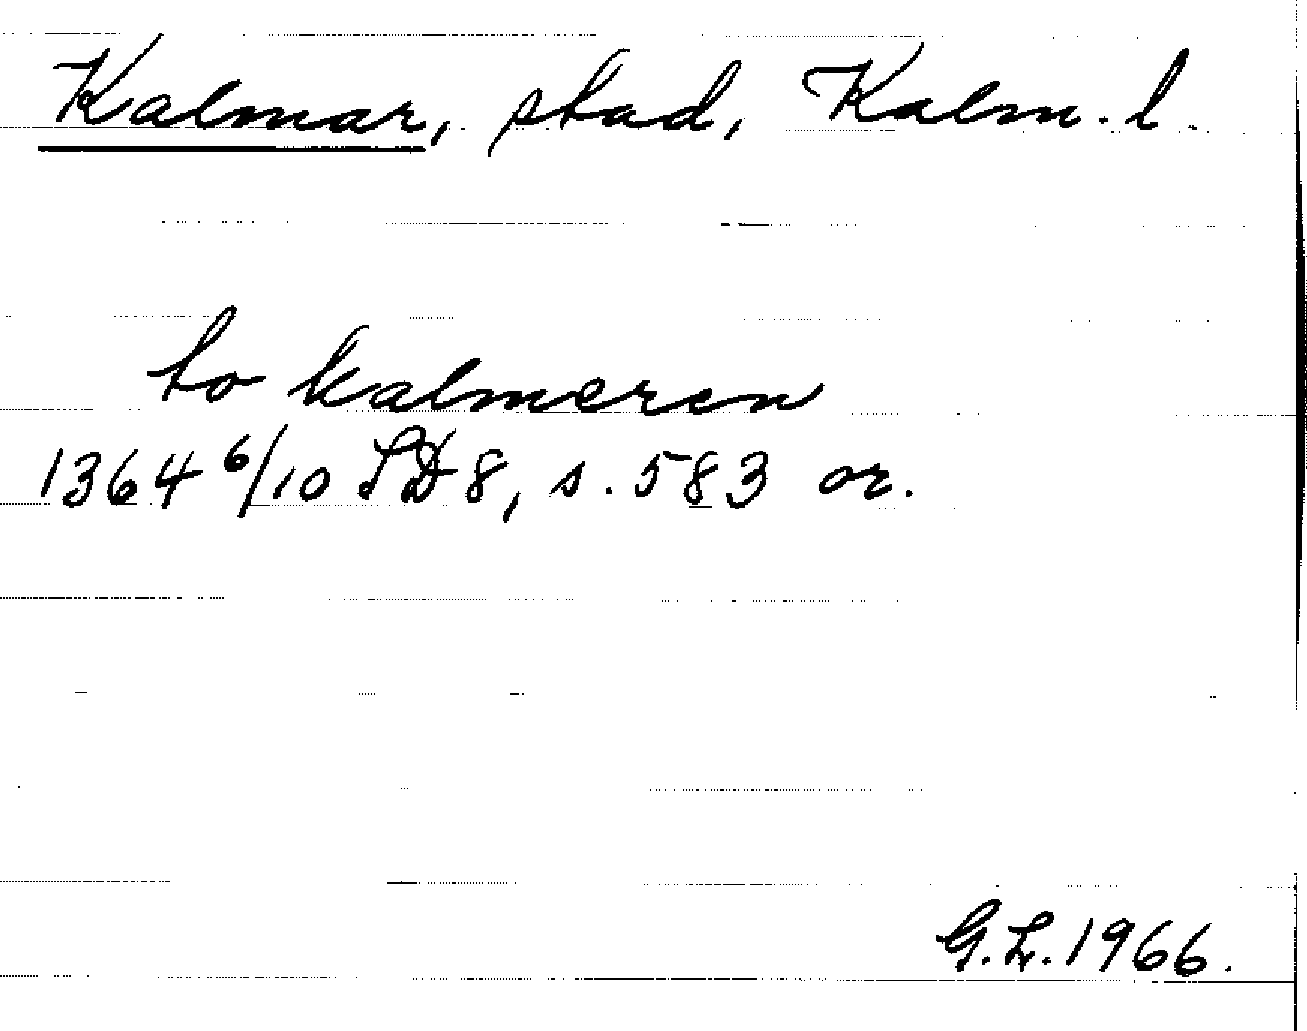 Kalmar, stad, Kalm. l.
to kalmeren
1364 6/10 SD 8, s. 583 or.
G.L. 1966.